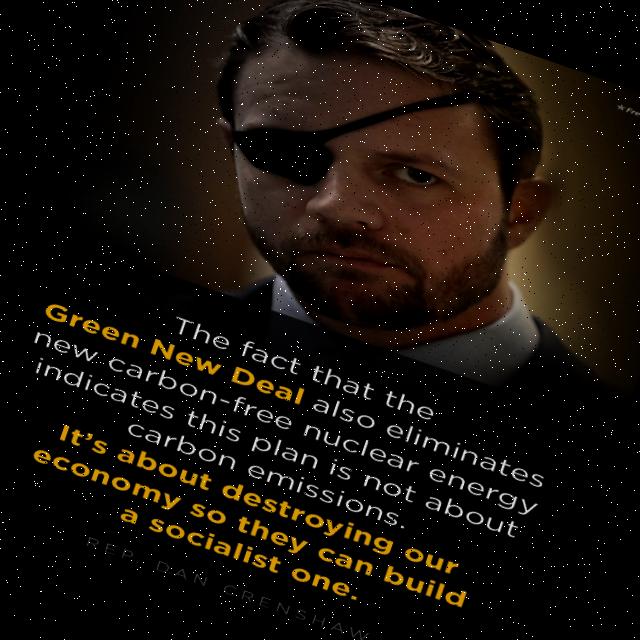 The fact that the
Green New Deal also eliminates
new carbon-free nuclear energy
indicates this plan is not about
carbon emissions.
It's about destroying our
economy so they can build
a socialist one.
REP. DAN CRENSHAW